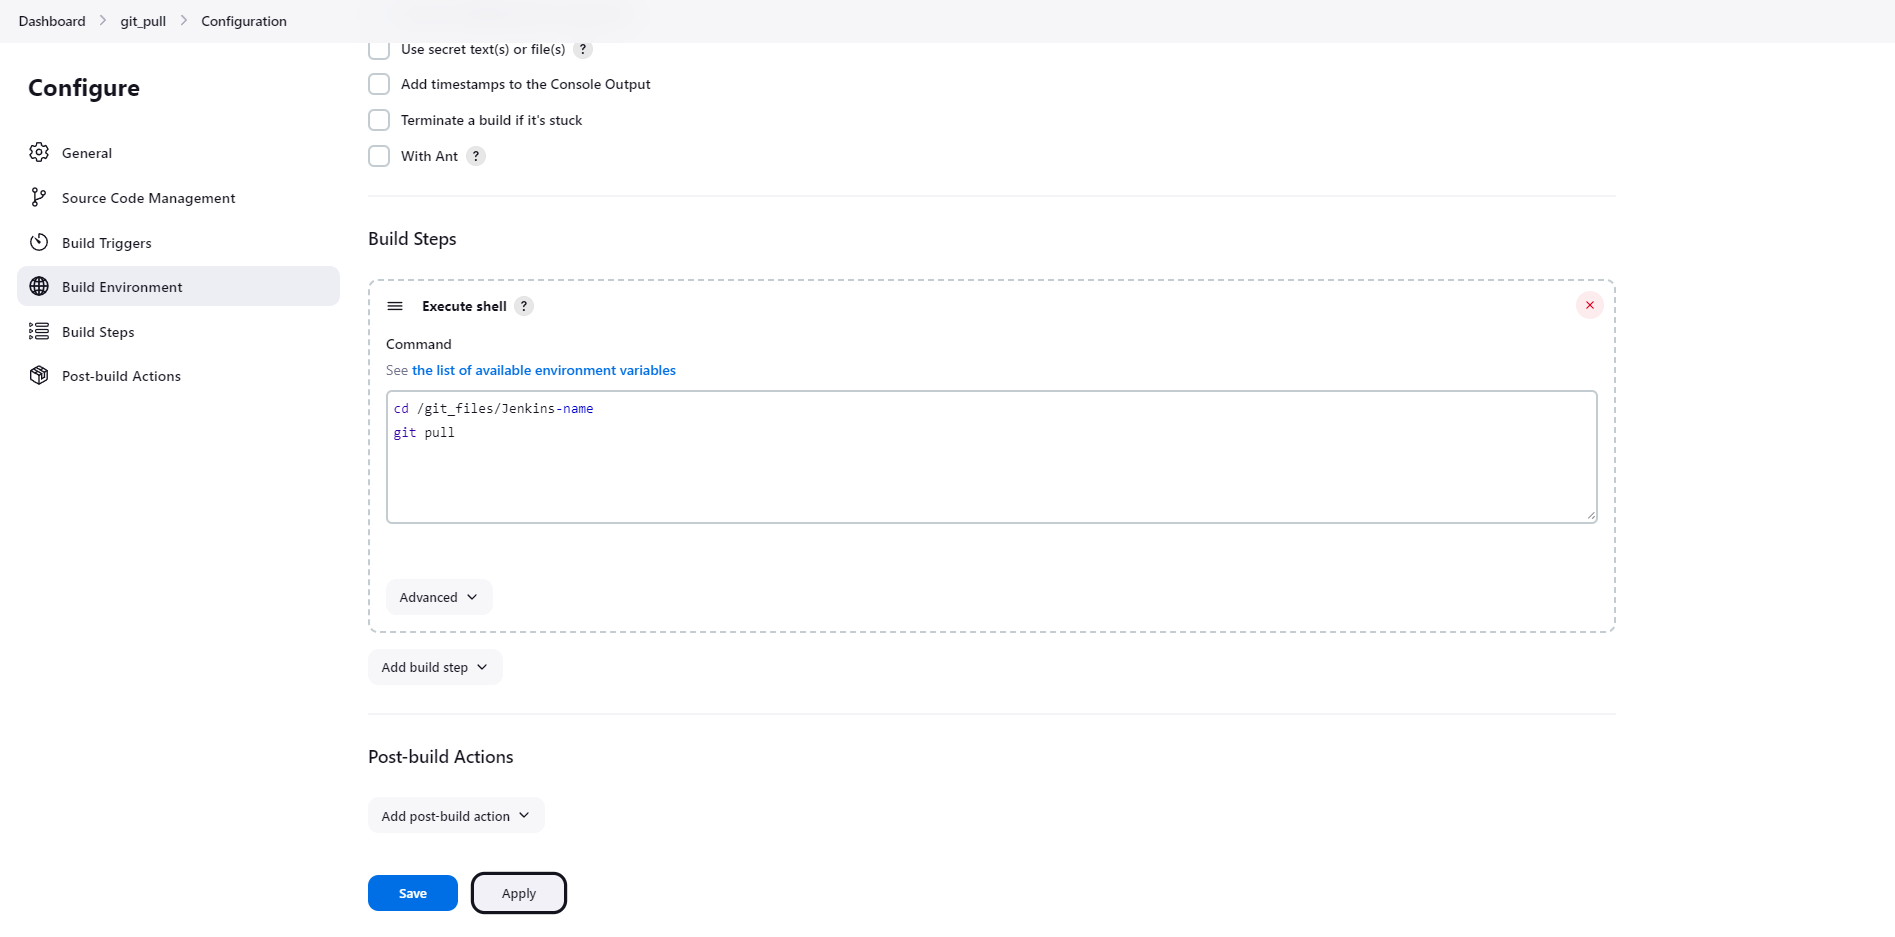 Dashboard > git_pull > Configuration
Configure
General
Source Code Management
Build Triggers
Build Environment
Build Steps
Post-build Actions
Use secret text(s) or file(s) ?
Add timestamps to the Console Output
Terminate a build if it's stuck
With Ant ?
Build Steps
Execute shell ?
Command
See the list of available environment variables
cd /git_files/Jenkins-name
git pull
Advanced
Add build step
Post-build Actions
Add post-build action
Save Apply